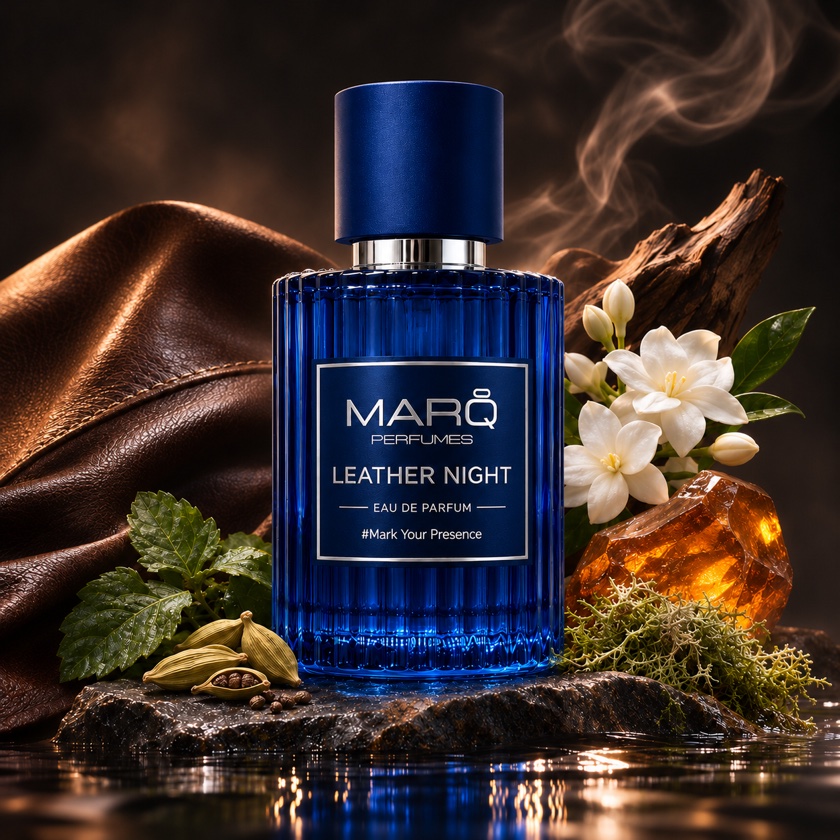 MARQ
PERFUMES
LEATHER NIGHT
EAU DE PARFUM
#Mark Your Presence